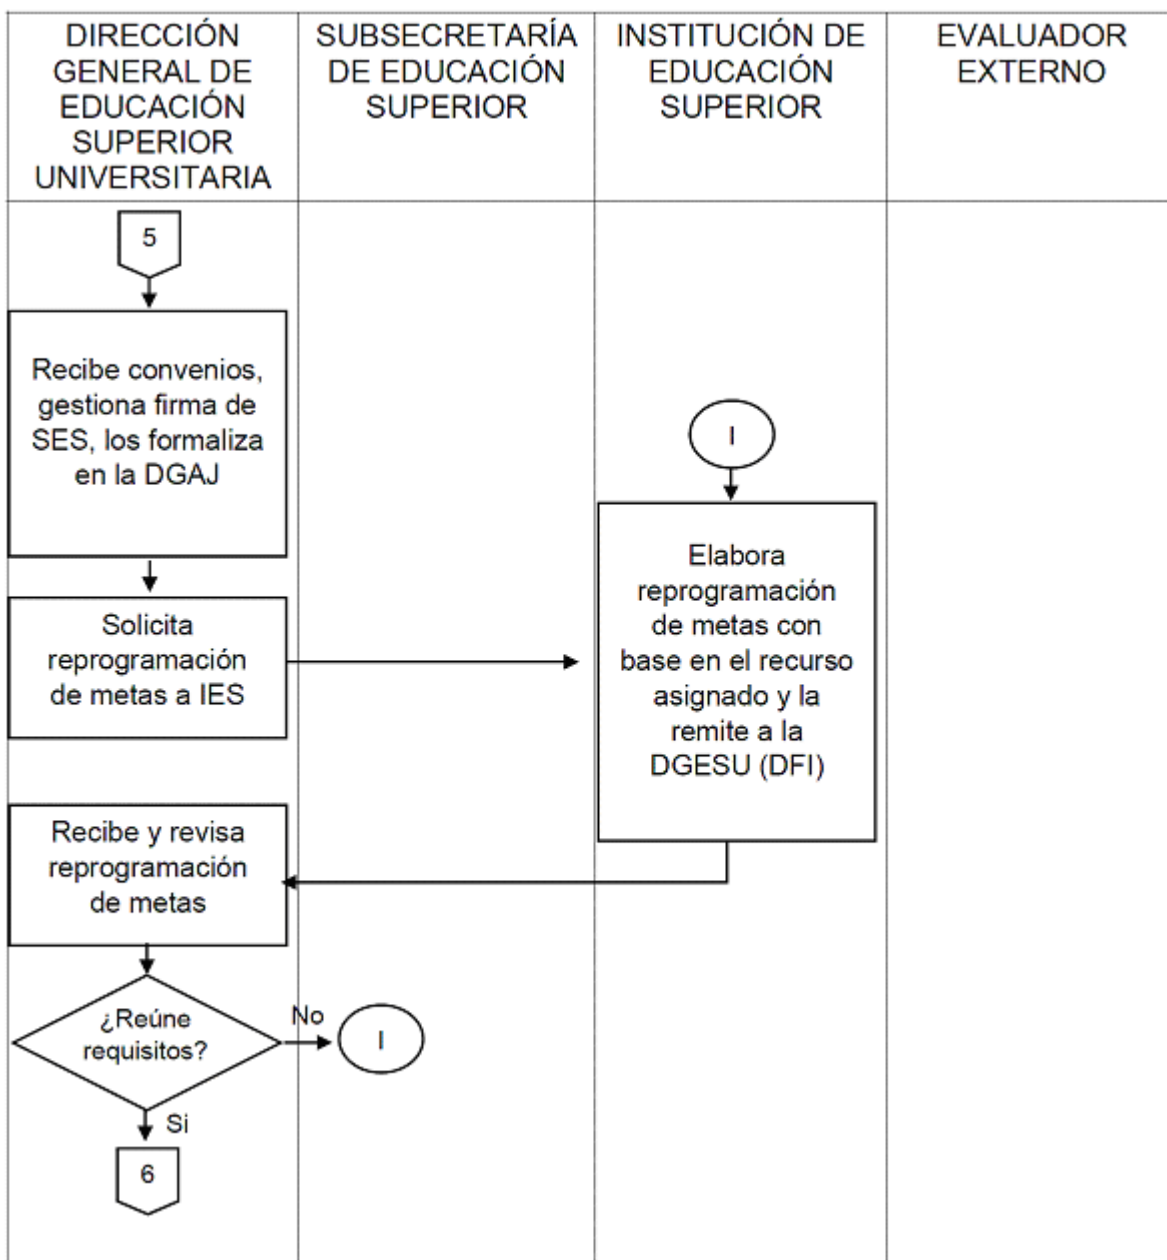 DIRECCIÓN
GENERAL DE
EDUCACIÓN
SUPERIOR
UNIVERSITARIA
SUBSECRETARÍA
DE EDUCACIÓN
SUPERIOR
INSTITUCIÓN DE
EDUCACIÓN
SUPERIOR
EVALUADOR
EXTERNO
5
Recibe convenios,
gestiona firma de
SES, los formaliza
en la DGAJ
Solicita
reprogramación
de metas a IES
I
Elabora
reprogramación
de metas con
base en el recurso
asignado y la
remite a la
DGESU (DFI)
Recibe y revisa
reprogramación
de metas
¿Reúne
requisitos?
No
I
Si
6